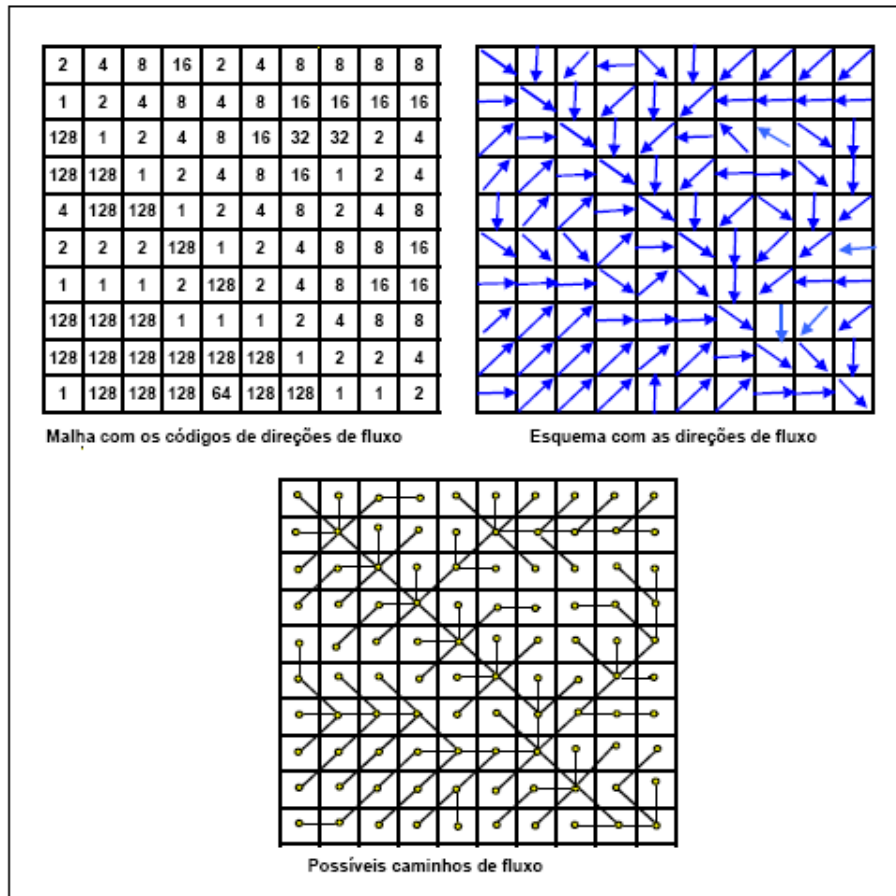 2 4 8 16 2 4 8 8 8 8
1 2 4 8 4 8 16 16 16 16
128 1 2 4 8 16 32 32 2 4
128 128 1 2 4 8 16 1 2 4
4 128 128 1 2 4 8 2 4 8
2 2 2 128 1 2 4 8 8 16
1 1 1 2 128 2 4 8 16 16
128 128 128 1 1 1 2 4 8 8
128 128 128 128 128 128 1 2 2 4
1 128 128 128 64 128 128 1 1 2
Malha com os códigos de direções de fluxo
Esquema com as direções de fluxo
Possíveis caminhos de fluxo